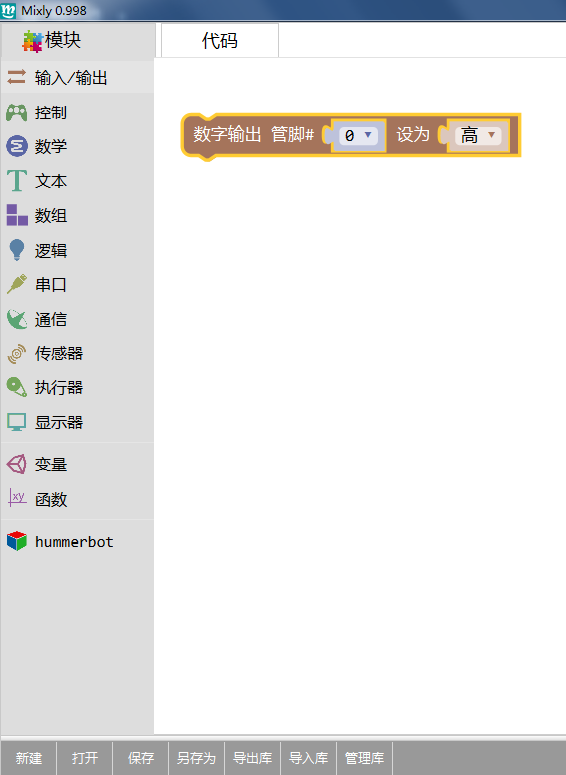 Mixly 0.998
模块
代码
输入/输出
控制
数学
文本
数组
逻辑
串口
通信
传感器
执行器
显示器
变量
xy 函数
hummerbot
数字输出 管脚# 0 设为 高
新建 打开 保存 另存为 导出库 导入库 管理库